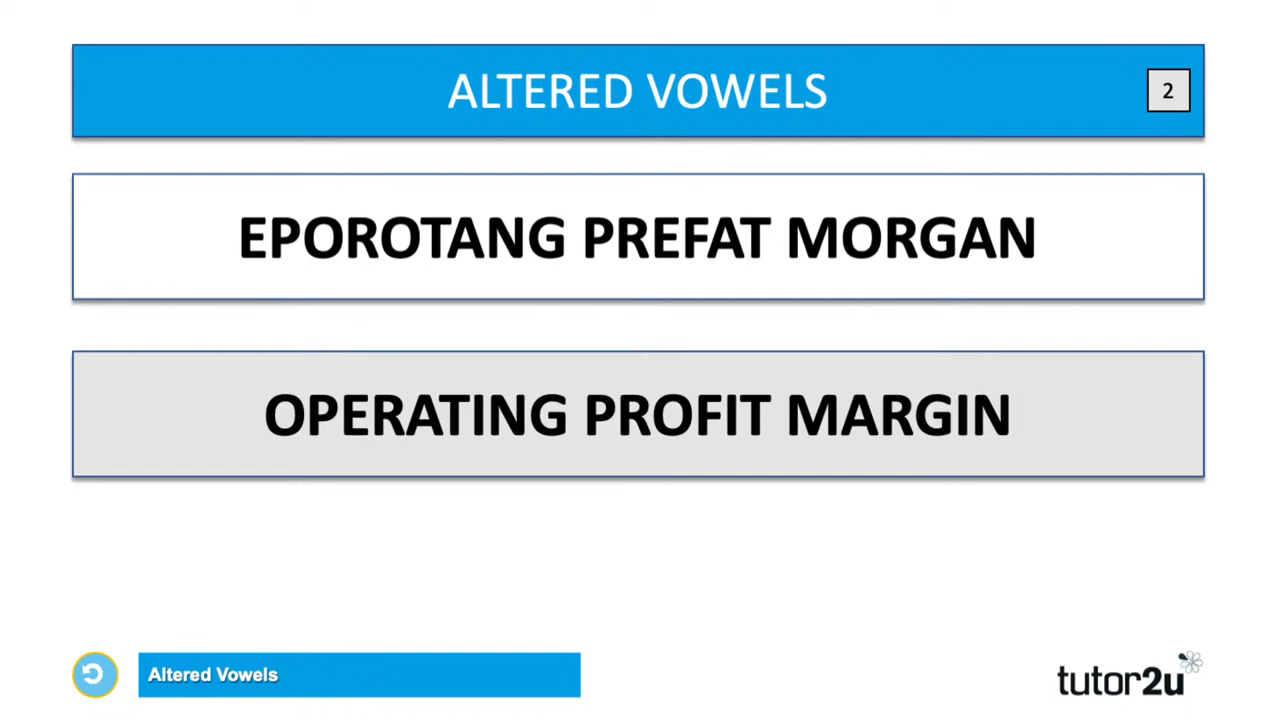 ALTERED VOWELS
2
EPOROTANG PREFAT MORGAN
OPERATING PROFIT MARGIN
Altered Vowels
tutor2u